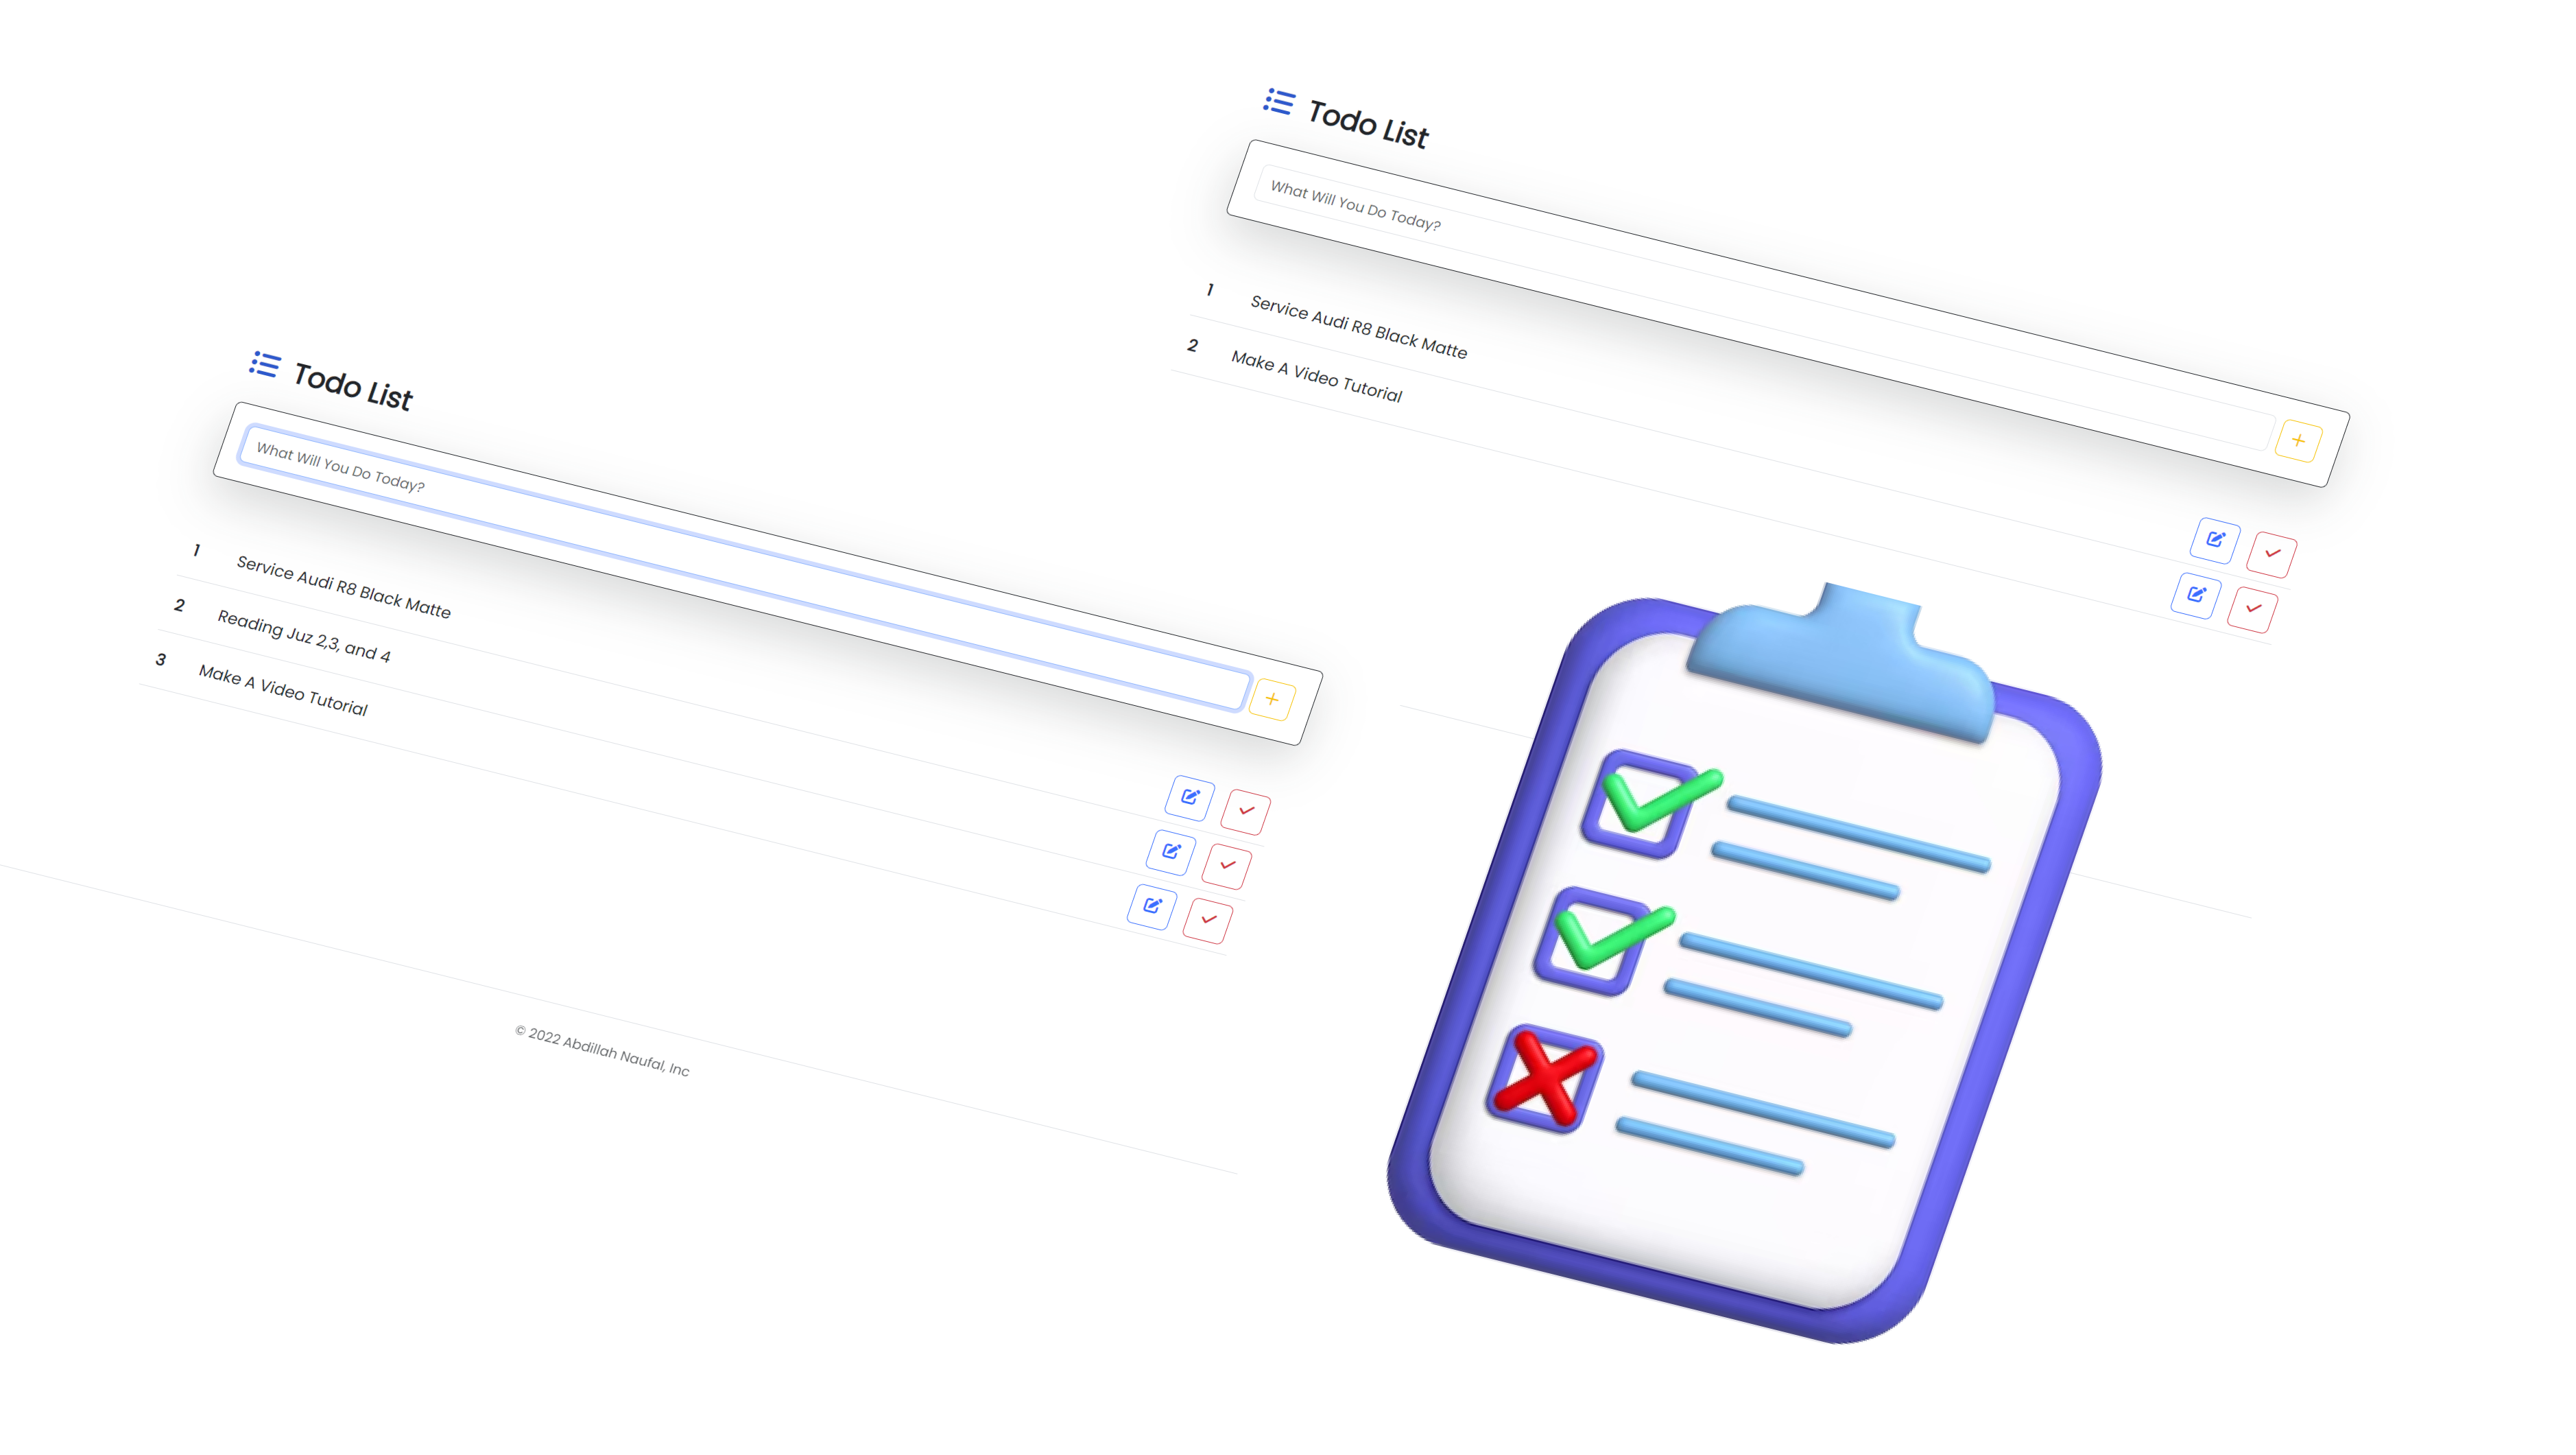 Todo List
What Will You Do Today?
1 Service Audi R8 Black Matte
2 Reading Juz 2,3, and 4
3 Make A Video Tutorial
© 2022 Abdillah Naufal, Inc
Todo List
What Will You Do Today?
1 Service Audi R8 Black Matte
2 Make A Video Tutorial